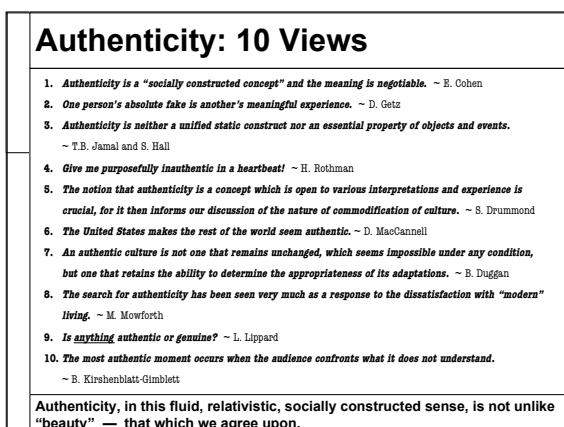 Authenticity: 10 Views
1. Authenticity is a “socially constructed concept” and the meaning is negotiable. ~ E. Cohen
2. One person’s absolute fake is another’s meaningful experience. ~ D. Getz
3. Authenticity is neither a unified static construct nor an essential property of objects and events.
~ T.B. Jamal and S. Hall
4. Give me purposefully inauthentic in a heartbeat! ~ H. Rothman
5. The notion that authenticity is a concept which is open to various interpretations and experience is
crucial, for it then informs our discussion of the nature of commodification of culture. ~ S. Drummond
6. The United States makes the rest of the world seem authentic. ~ D. MacCannell
7. An authentic culture is not one that remains unchanged, which seems impossible under any condition,
but one that retains the ability to determine the appropriateness of its adaptations. ~ B. Duggan
8. The search for authenticity has been seen very much as a response to the dissatisfaction with “modern”
living. ~ M. Mowforth
9. Is anything authentic or genuine? ~ L. Lippard
10. The most authentic moment occurs when the audience confronts what it does not understand.
~ B. Kirshenblatt-Gimblett
Authenticity, in this fluid, relativistic, socially constructed sense, is not unlike
“beauty” — that which we agree upon.